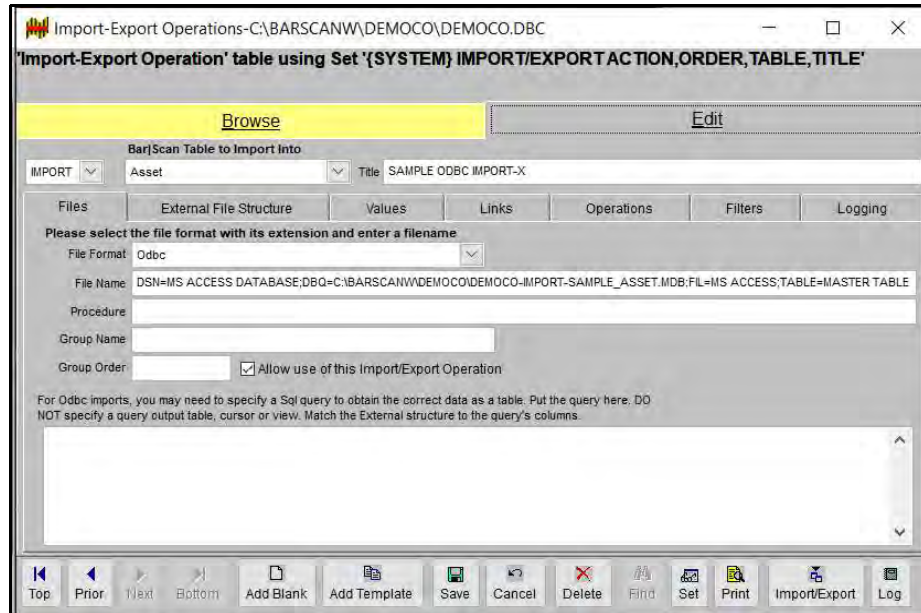 Import-Export Operations-C:\BARSCANW\DEMOCO\DEMOCO.DBC
'Import-Export Operation' table using Set '{SYSTEM} IMPORT/EXPORT ACTION,ORDER,TABLE,TITLE'
Browse Edit
Bar|Scan Table to Import Into
IMPORT Asset Title SAMPLE ODBC IMPORT-X
Files External File Structure Values Links Operations Filters Logging
Please select the file format with its extension and enter a filename
File Format Odbc
File Name DSN=MS ACCESS DATABASE;DBQ=C:\BARSCANW\DEMOCO\DEMOCO-IMPORT-SAMPLE_ASSET.MDB;FIL=MS ACCESS;TABLE=MASTER TABLE
Procedure
Group Name
Group Order Allow use of this Import/Export Operation
For Odbc imports, you may need to specify a Sql query to obtain the correct data as a table. Put the query here. DO
NOT specify a query output table, cursor or view. Match the External structure to the query's columns.
Top Prior Next Bottom Add Blank Add Template Save Cancel Delete Find Set Print Import/Export Log